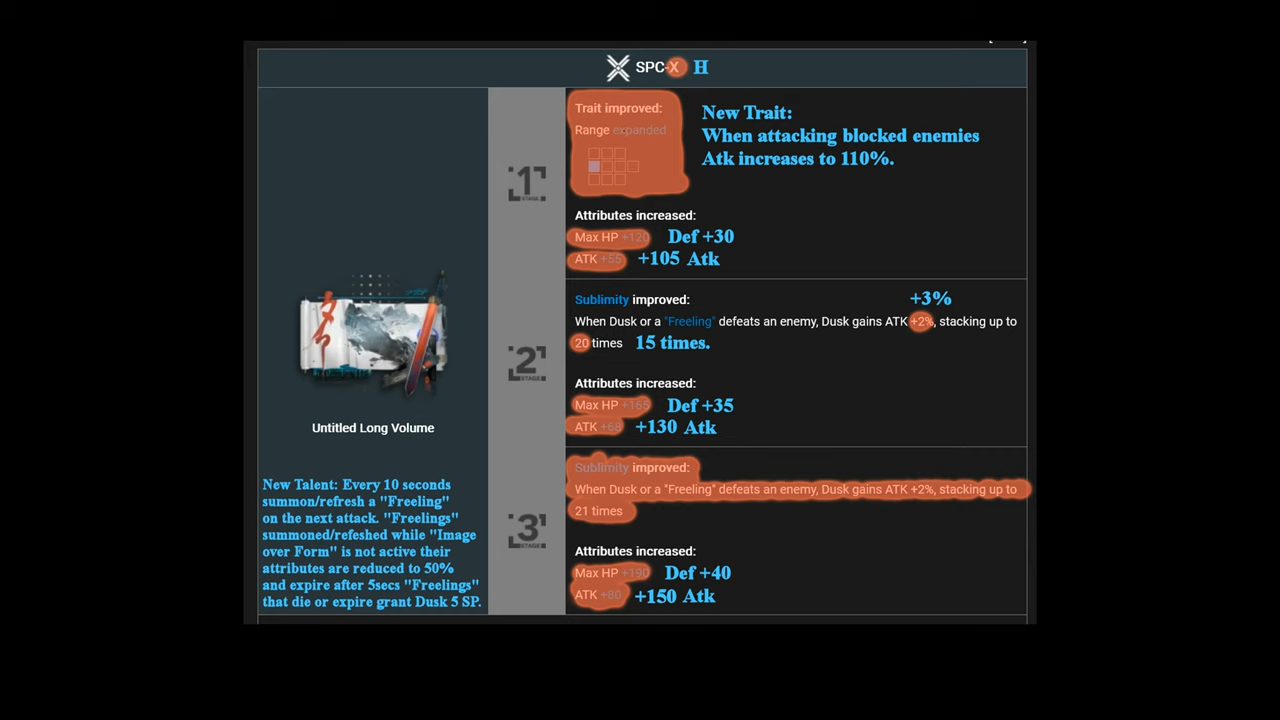 SPC-X H
Trait improved:
Range expanded
New Trait:
When attacking blocked enemies
Atk increases to 110%.
1
STAGE
Attributes increased:
Max HP +120 Def +30
ATK +55 +105 Atk
Sublimity improved: +3%
When Dusk or a "Freeling" defeats an enemy, Dusk gains ATK +2%, stacking up to
20 times 15 times.
2
STAGE
Attributes increased:
Max HP +165 Def +35
ATK +68 +130 Atk
Untitled Long Volume
Sublimity improved:
When Dusk or a "Freeling" defeats an enemy, Dusk gains ATK +2%, stacking up to
21 times
3
STAGE
Attributes increased:
Max HP +190 Def +40
ATK +80 +150 Atk
New Talent: Every 10 seconds
summon/refresh a "Freeling"
on the next attack. "Freelings"
summoned/refeshed while "Image
over Form" is not active their
attributes are reduced to 50%
and expire after 5secs "Freelings"
that die or expire grant Dusk 5 SP.